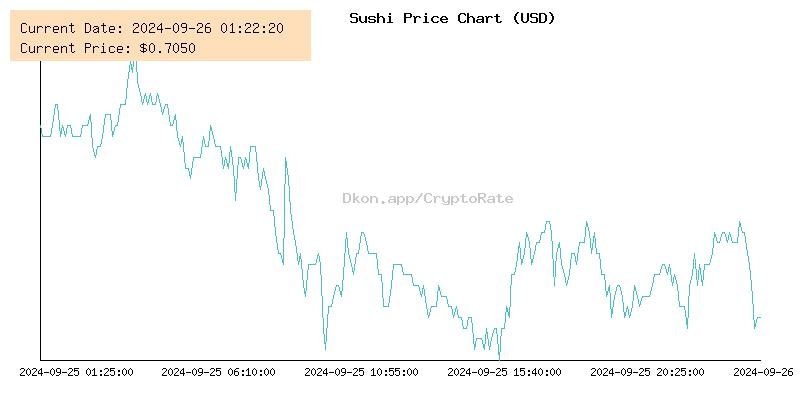 Sushi Price Chart (USD)
Current Date: 2024-09-26 01:22:20
Current Price: $0.7050
Dkon.app/CryptoRate
2024-09-25 01:25:00 2024-09-25 06:10:00 2024-09-25 10:55:00 2024-09-25 15:40:00 2024-09-25 20:25:00 2024-09-26